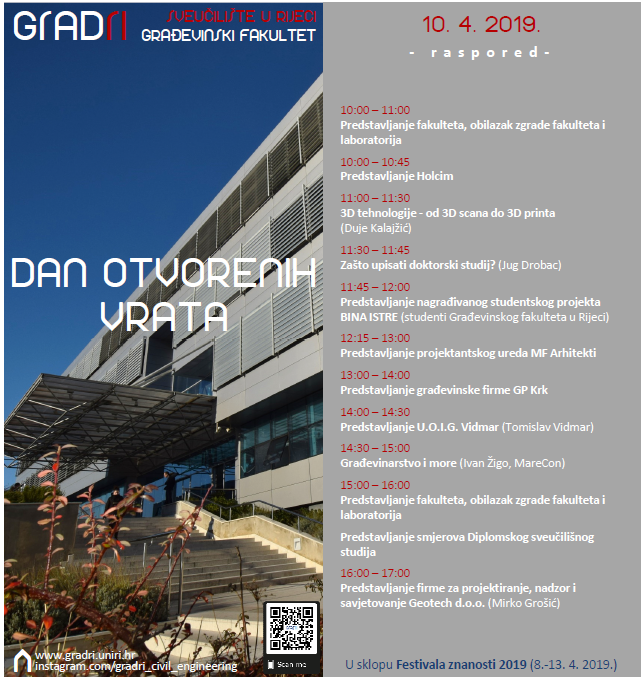 GRADRI
SVEUČILIŠTE U RIJECI
GRAĐEVINSKI FAKULTET
DAN OTVORENIH
VRATA
www.gradri.uniri.hr
instagram.com/gradri_civil_engineering
Scan me
10. 4. 2019.
- raspored-
10:00 – 11:00
Predstavljanje fakulteta, obilazak zgrade fakulteta i
laboratorija
10:00 – 10:45
Predstavljanje Holcim
11:00 – 11:30
3D tehnologije - od 3D scana do 3D printa
(Duje Kalajžić)
11:30 – 11:45
Zašto upisati doktorski studij? (Jug Drobac)
11:45 – 12:00
Predstavljanje nagrađivanog studentskog projekta
BINA ISTRE (studenti Građevinskog fakulteta u Rijeci)
12:15 – 13:00
Predstavljanje projektantskog ureda MF Arhitekti
13:00 – 14:00
Predstavljanje građevinske firme GP Krk
14:00 – 14:30
Predstavljanje U.O.I.G. Vidmar (Tomislav Vidmar)
14:30 – 15:00
Građevinarstvo i more (Ivan Žigo, MareCon)
15:00 – 16:00
Predstavljanje fakulteta, obilazak zgrade fakulteta i
laboratorija
Predstavljanje smjerova Diplomskog sveučilišnog
studija
16:00 – 17:00
Predstavljanje firme za projektiranje, nadzor i
savjetovanje Geotech d.o.o. (Mirko Grošić)
U sklopu Festivala znanosti 2019 (8.-13. 4. 2019.)